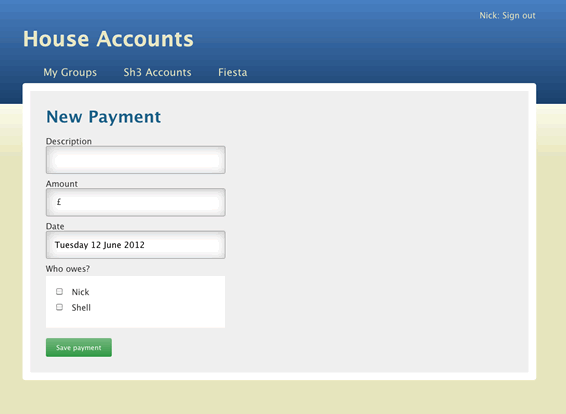 Nick: Sign out
House Accounts
My Groups Sh3 Accounts Fiesta
New Payment
Description
Amount
£
Date
Tuesday 12 June 2012
Who owes?
Nick
Shell
Save payment